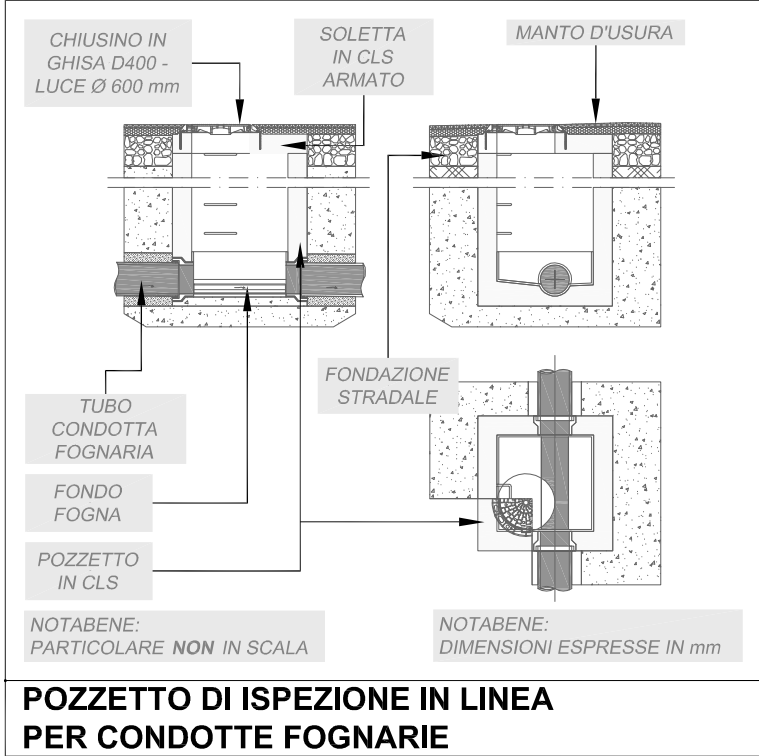 CHIUSINO IN
GHISA D400 -
LUCE Ø 600 mm
SOLETTA
IN CLS
ARMATO
MANTO D'USURA
FONDAZIONE
STRADALE
TUBO
CONDOTTA
FOGNARIA
FONDO
FOGNA
POZZETTO
IN CLS
NOTABENE:
PARTICOLARE NON IN SCALA
NOTABENE:
DIMENSIONI ESPRESSE IN mm
POZZETTO DI ISPEZIONE IN LINEA
PER CONDOTTE FOGNARIE